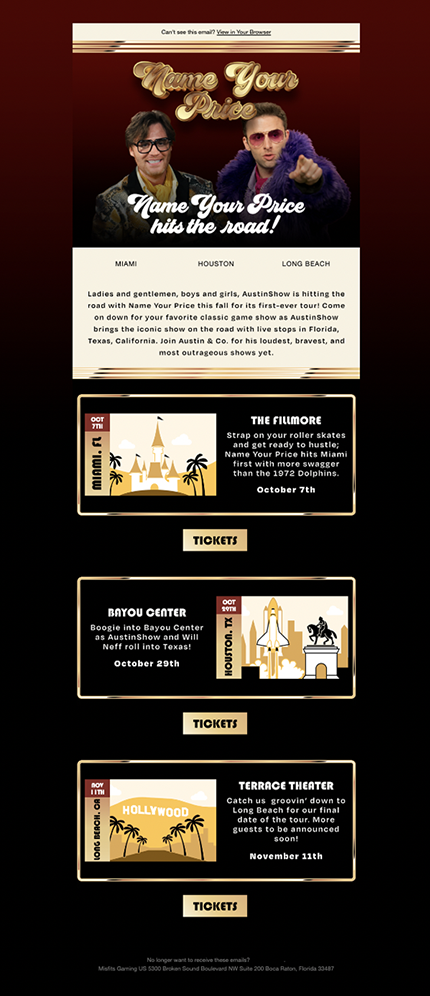 Can't see this email? View in Your Browser
Name Your
Price
Name Your Price
hits the road!
MIAMI
HOUSTON
LONG BEACH
Ladies and gentlemen, boys and girls, AustinShow is hitting the
road with Name Your Price this fall for its first-ever tour! Come
on down for your favorite classic game show as AustinShow
brings the iconic show on the road with live stops in Florida,
Texas, California. Join Austin & Co. for his loudest, bravest, and
most outrageous shows yet.
OCT
7TH
MIAMI, FL
THE FILLMORE
Strap on your roller skates
and get ready to hustle;
Name Your Price hits Miami
first with more swagger
than the 1972 Dolphins.
October 7th
TICKETS
BAYOU CENTER
Boogie into Bayou Center
as AustinShow and Will
Neff roll into Texas!
October 29th
OCT
29TH
HOUSTON, TX
TICKETS
NOV
11TH
LONG BEACH, CA
HOLLYWOOD
TERRACE THEATER
Catch us groovin' down to
Long Beach for our final
date of the tour. More
guests to be announced
soon!
November 11th
TICKETS
No longer want to receive these emails?
Misfits Gaming US 5300 Broken Sound Boulevard NW Suite 200 Boca Raton, Florida 33487